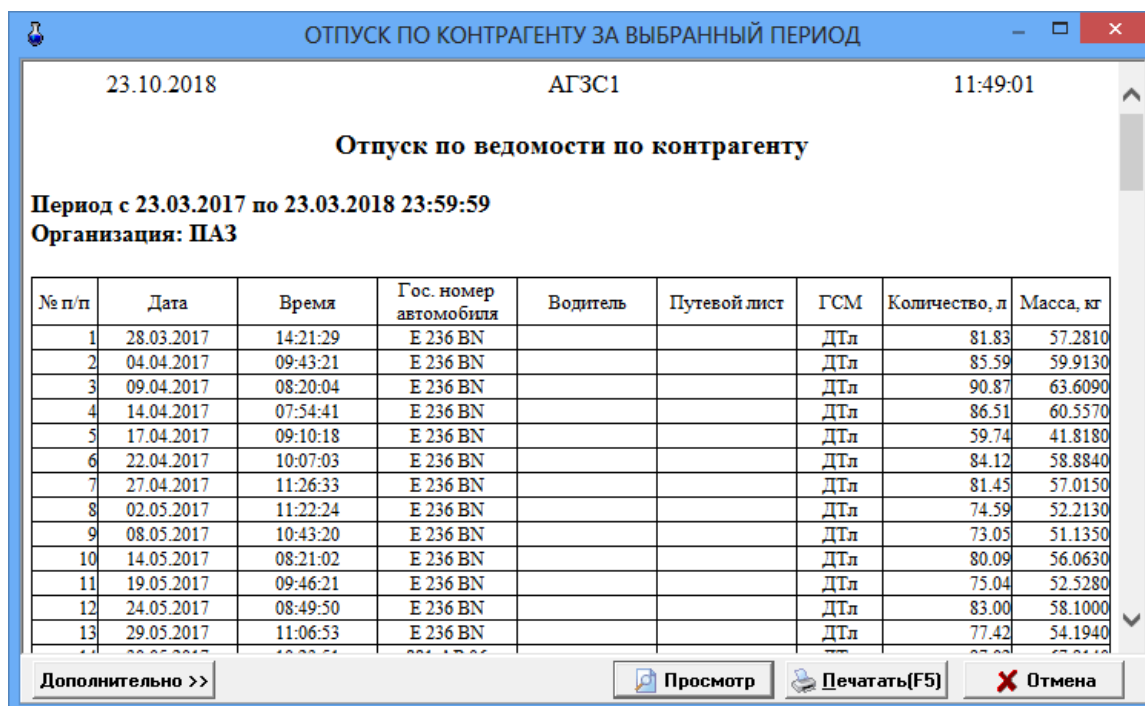 ОТПУСК ПО КОНТРАГЕНТУ ЗА ВЫБРАННЫЙ ПЕРИОД
23.10.2018 АГЗС1 11:49:01
Отпуск по ведомости по контрагенту
Период с 23.03.2017 по 23.03.2018 23:59:59
Организация: ПАЗ
№ п/п Дата Время Гос. номер автомобиля Водитель Путевой лист ГСМ Количество, л Масса, кг
1 28.03.2017 14:21:29 E 236 BN ДТл 81.83 57.2810
2 04.04.2017 09:43:21 E 236 BN ДТл 85.59 59.9130
3 09.04.2017 08:20:04 E 236 BN ДТл 90.87 63.6090
4 14.04.2017 07:54:41 E 236 BN ДТл 86.51 60.5570
5 17.04.2017 09:10:18 E 236 BN ДТл 59.74 41.8180
6 22.04.2017 10:07:03 E 236 BN ДТл 84.12 58.8840
7 27.04.2017 11:26:33 E 236 BN ДТл 81.45 57.0150
8 02.05.2017 11:22:24 E 236 BN ДТл 74.59 52.2130
9 08.05.2017 10:43:20 E 236 BN ДТл 73.05 51.1350
10 14.05.2017 08:21:02 E 236 BN ДТл 80.09 56.0630
11 19.05.2017 09:46:21 E 236 BN ДТл 75.04 52.5280
12 24.05.2017 08:49:50 E 236 BN ДТл 83.00 58.1000
13 29.05.2017 11:06:53 E 236 BN ДТл 77.42 54.1940
Дополнительно >> Просмотр Печатать(F5) Отмена